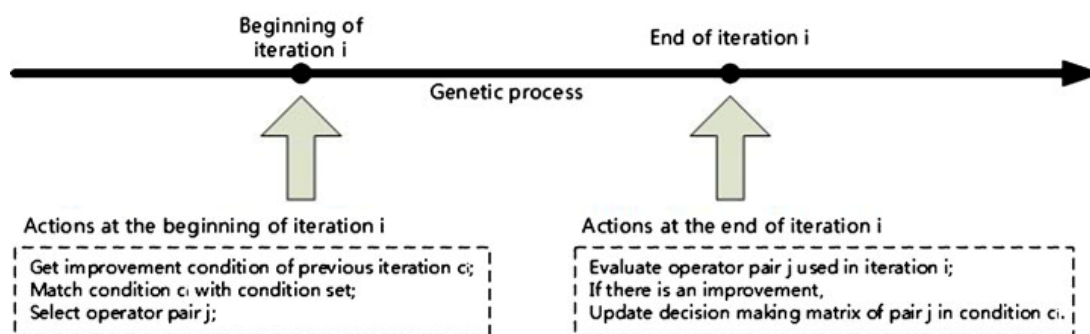 Beginning of
iteration i
End of iteration i
Genetic process
Actions at the beginning of iteration i
Get improvement condition of previous iteration cᵢ;
Match condition cᵢ with condition set;
Select operator pair j;
Actions at the end of iteration i
Evaluate operator pair j used in iteration i;
If there is an improvement,
Update decision making matrix of pair j in condition cᵢ.